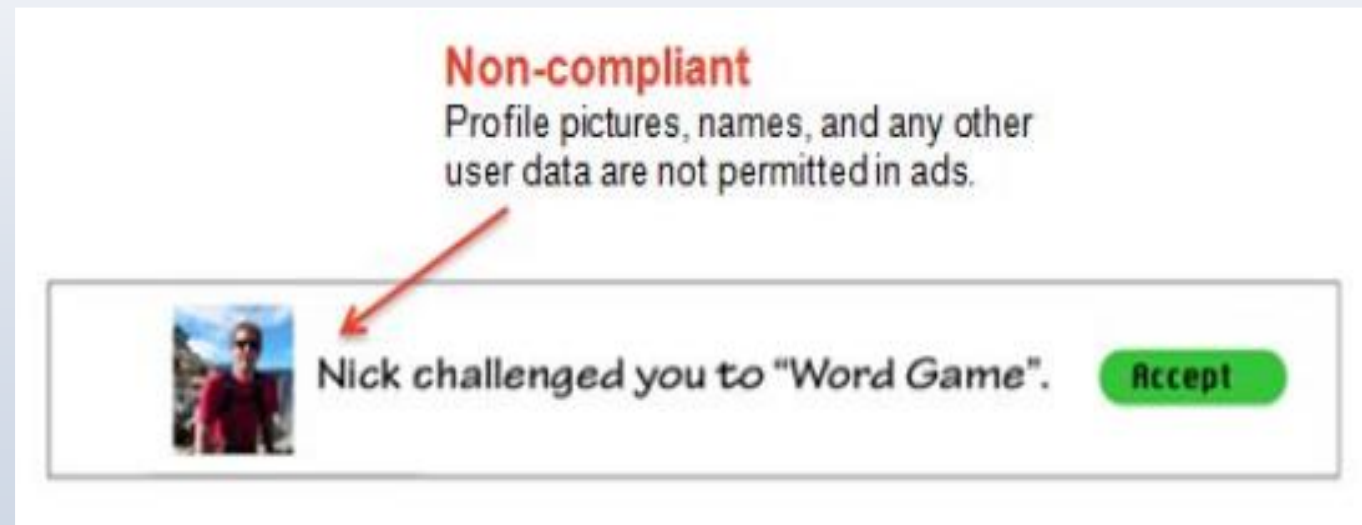 Non-compliant
Profile pictures, names, and any other
user data are not permitted in ads.
Nick challenged you to “Word Game”.
Accept